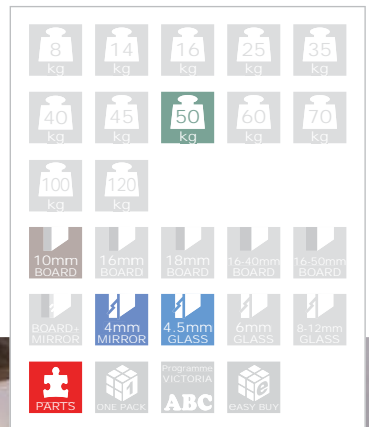 8 14 16 25 35
kg kg kg kg kg
40 45 50 60 70
kg kg kg kg kg
100 120
kg kg
10mm 16mm 18mm 16-40mm 16-50mm
BOARD BOARD BOARD BOARD BOARD
BOARD+ 4mm 4.5mm 6mm 8-12mm
MIRROR MIRROR GLASS GLASS GLASS
1 Programme e
VICTORIA
PARTS ONE PACK ABC eASY BUY